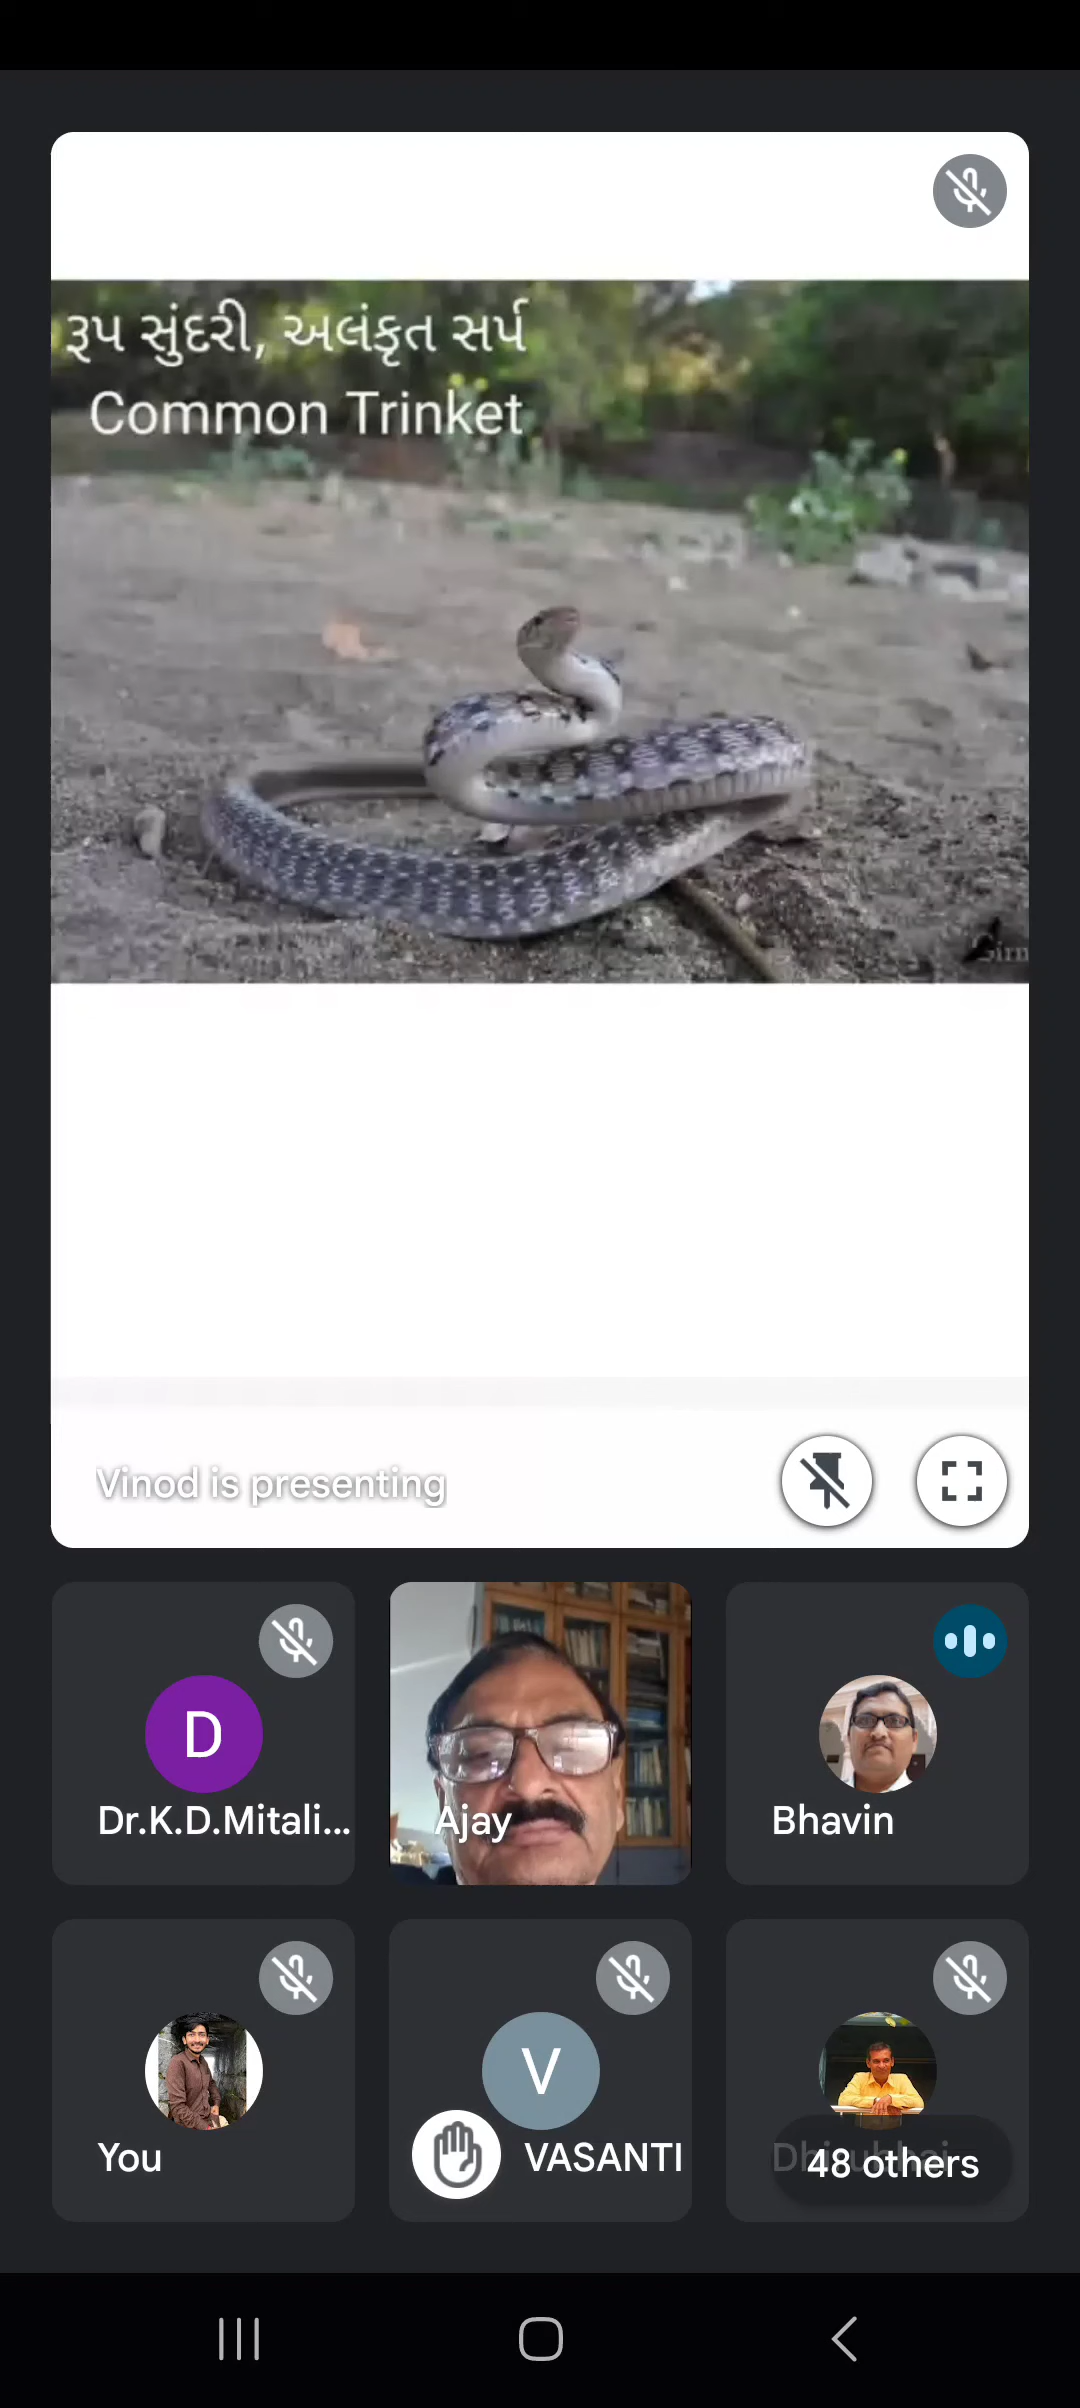 રૂપ સુંદરી, અલંકૃત સર્પ
Common Trinket
Vinod is presenting
D
Dr.K.D.Mitali...
Ajay
Bhavin
You
V
VASANTI
48 others